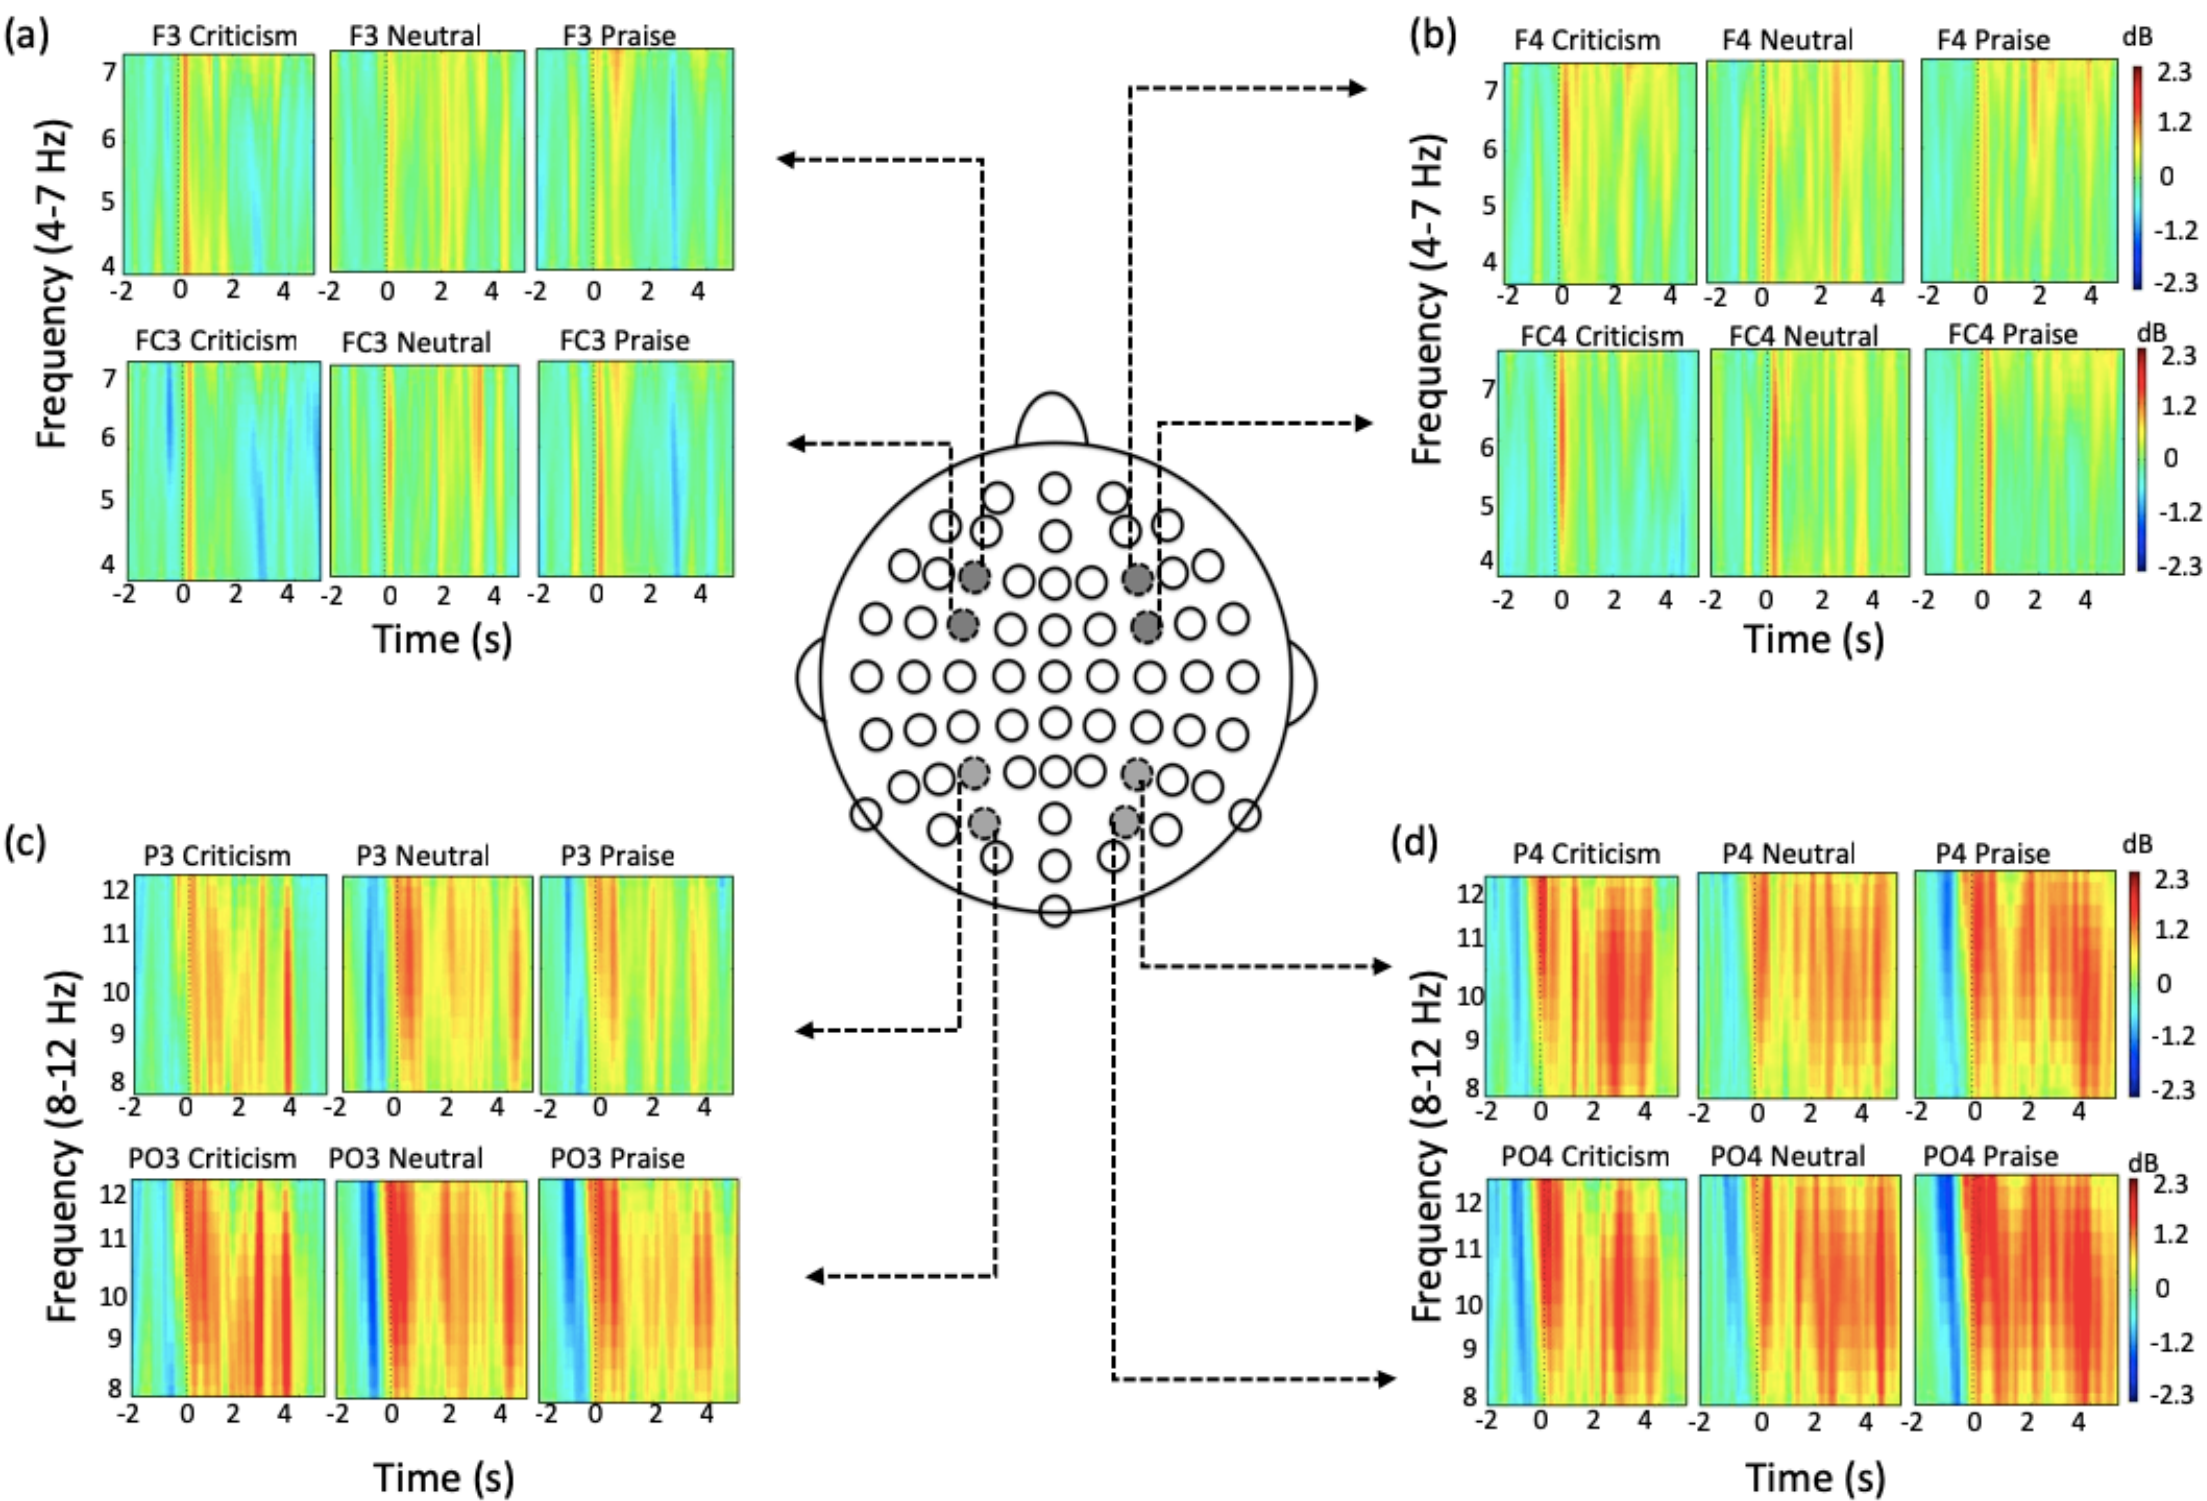 (a)
F3 Criticism F3 Neutral F3 Praise
7
6
5
4
-2 0 2 4 -2 0 2 4 -2 0 2 4
FC3 Criticism FC3 Neutral FC3 Praise
7
6
5
4
-2 0 2 4 -2 0 2 4 -2 0 2 4
Frequency (4-7 Hz)
Time (s)
(b)
F4 Criticism F4 Neutral F4 Praise dB
7
6
5
4
2.3
1.2
0
-1.2
-2.3
-2 0 2 4 -2 0 2 4 -2 0 2 4
FC4 Criticism FC4 Neutral FC4 Praise dB
7
6
5
4
2.3
1.2
0
-1.2
-2.3
-2 0 2 4 -2 0 2 4 -2 0 2 4
Frequency (4-7 Hz)
Time (s)
(c)
P3 Criticism P3 Neutral P3 Praise
12
11
10
9
8
-2 0 2 4 -2 0 2 4 -2 0 2 4
PO3 Criticism PO3 Neutral PO3 Praise
12
11
10
9
8
-2 0 2 4 -2 0 2 4 -2 0 2 4
Frequency (8-12 Hz)
Time (s)
(d)
P4 Criticism P4 Neutral P4 Praise dB
12
11
10
9
8
2.3
1.2
0
-1.2
-2.3
-2 0 2 4 -2 0 2 4 -2 0 2 4
PO4 Criticism PO4 Neutral PO4 Praise dB
12
11
10
9
8
2.3
1.2
0
-1.2
-2.3
-2 0 2 4 -2 0 2 4 -2 0 2 4
Frequency (8-12 Hz)
Time (s)